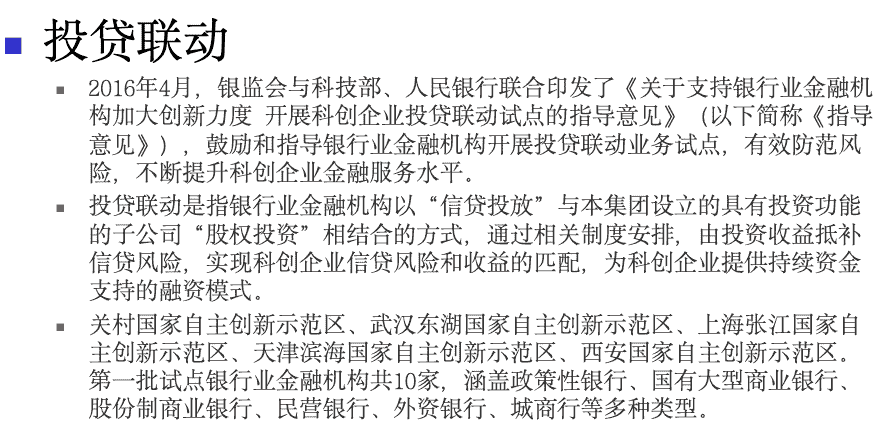 投贷联动
2016年4月，银监会与科技部、人民银行联合印发了《关于支持银行业金融机
构加大创新力度 开展科创企业投贷联动试点的指导意见》（以下简称《指导
意见》），鼓励和指导银行业金融机构开展投贷联动业务试点，有效防范风
险，不断提升科创企业金融服务水平。
投贷联动是指银行业金融机构以“信贷投放”与本集团设立的具有投资功能
的子公司“股权投资”相结合的方式，通过相关制度安排，由投资收益抵补
信贷风险，实现科创企业信贷风险和收益的匹配，为科创企业提供持续资金
支持的融资模式。
关村国家自主创新示范区、武汉东湖国家自主创新示范区、上海张江国家自
主创新示范区、天津滨海国家自主创新示范区、西安国家自主创新示范区。
第一批试点银行业金融机构共10家，涵盖政策性银行、国有大型商业银行、
股份制商业银行、民营银行、外资银行、城商行等多种类型。